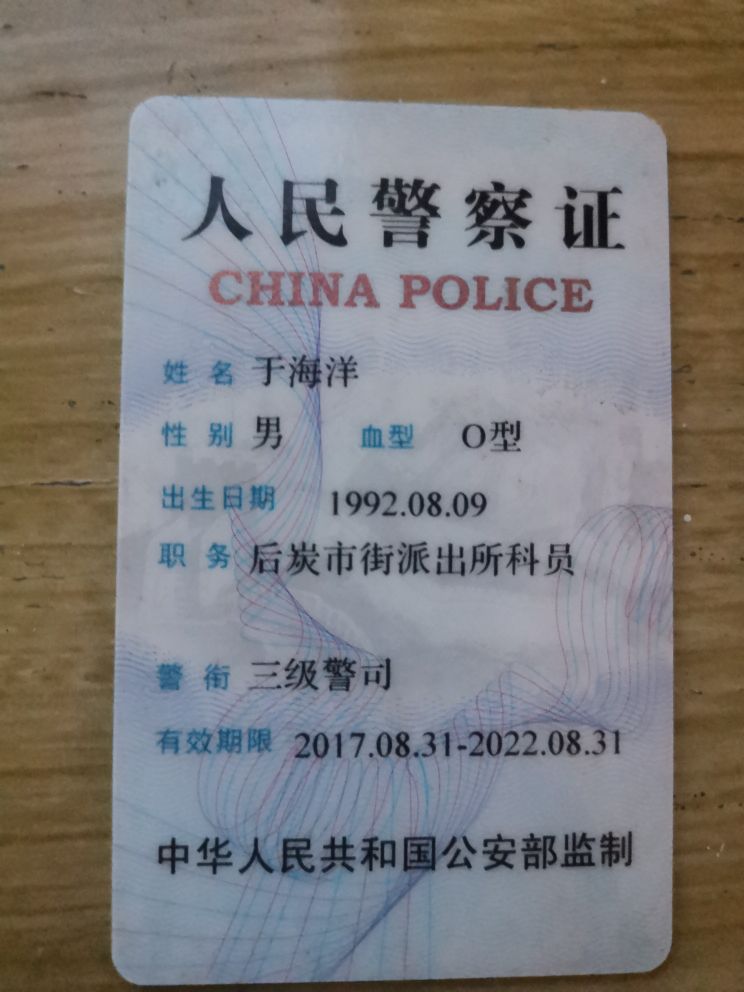 人民警察证
CHINA POLICE
姓 名 于海洋
性 别 男 血型 O型
出生日期 1992.08.09
职 务 后炭市街派出所科员
警 衔 三级警司
有效期限 2017.08.31-2022.08.31
中华人民共和国公安部监制